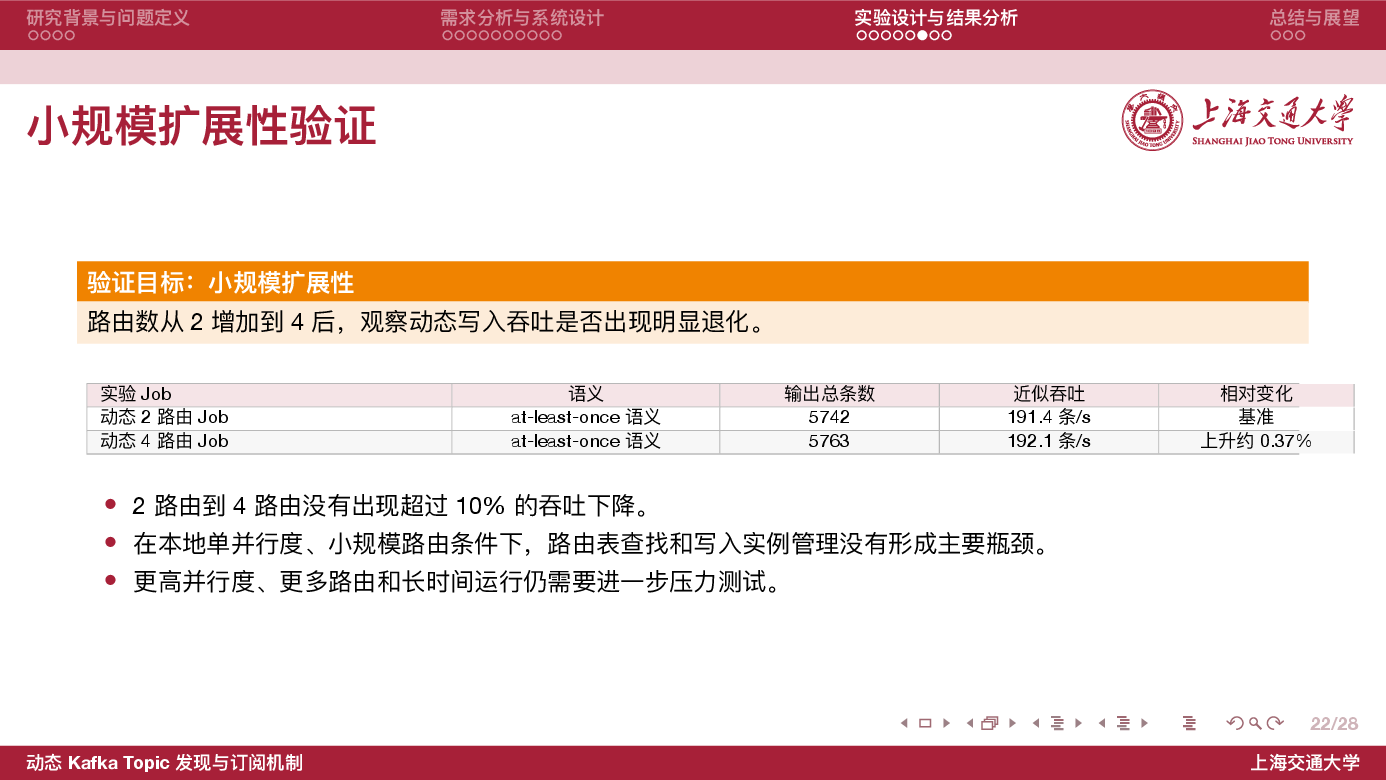 研究背景与问题定义 需求分析与系统设计 实验设计与结果分析 总结与展望
小规模扩展性验证
上海交通大学
SHANGHAI JIAO TONG UNIVERSITY
验证目标：小规模扩展性
路由数从 2 增加到 4 后，观察动态写入吞吐是否出现明显退化。
实验 Job 语义 输出总条数 近似吞吐 相对变化
动态 2 路由 Job at-least-once 语义 5742 191.4 条/s 基准
动态 4 路由 Job at-least-once 语义 5763 192.1 条/s 上升约 0.37%
2 路由到 4 路由没有出现超过 10% 的吞吐下降。
在本地单并行度、小规模路由条件下，路由表查找和写入实例管理没有形成主要瓶颈。
更高并行度、更多路由和长时间运行仍需要进一步压力测试。
22/28
动态 Kafka Topic 发现与订阅机制 上海交通大学